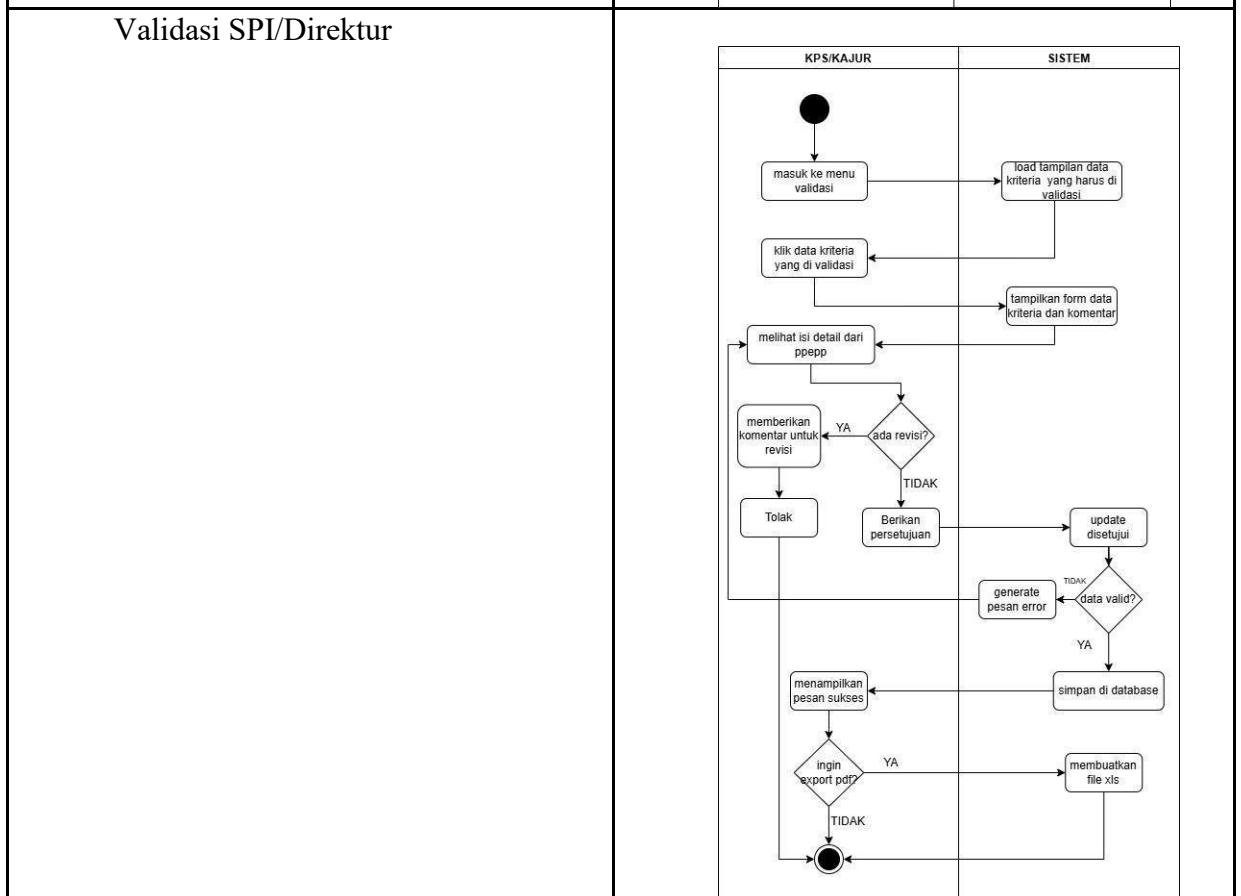 Validasi SPI/Direktur
KPS/KAJUR
SISTEM
masuk ke menu
validasi
load tampilan data
kriteria yang harus di
validasi
klik data kriteria
yang di validasi
tampilkan form data
kriteria dan komentar
melihat isi detail dari
ppepp
ada revisi?
YA
memberikan
komentar untuk
revisi
TIDAK
Tolak
Berikan
persetujuan
update
disetujui
data valid?
TIDAK
generate
pesan error
YA
simpan di database
menampilkan
pesan sukses
ingin
export pdf?
YA
membuatkan
file xls
TIDAK